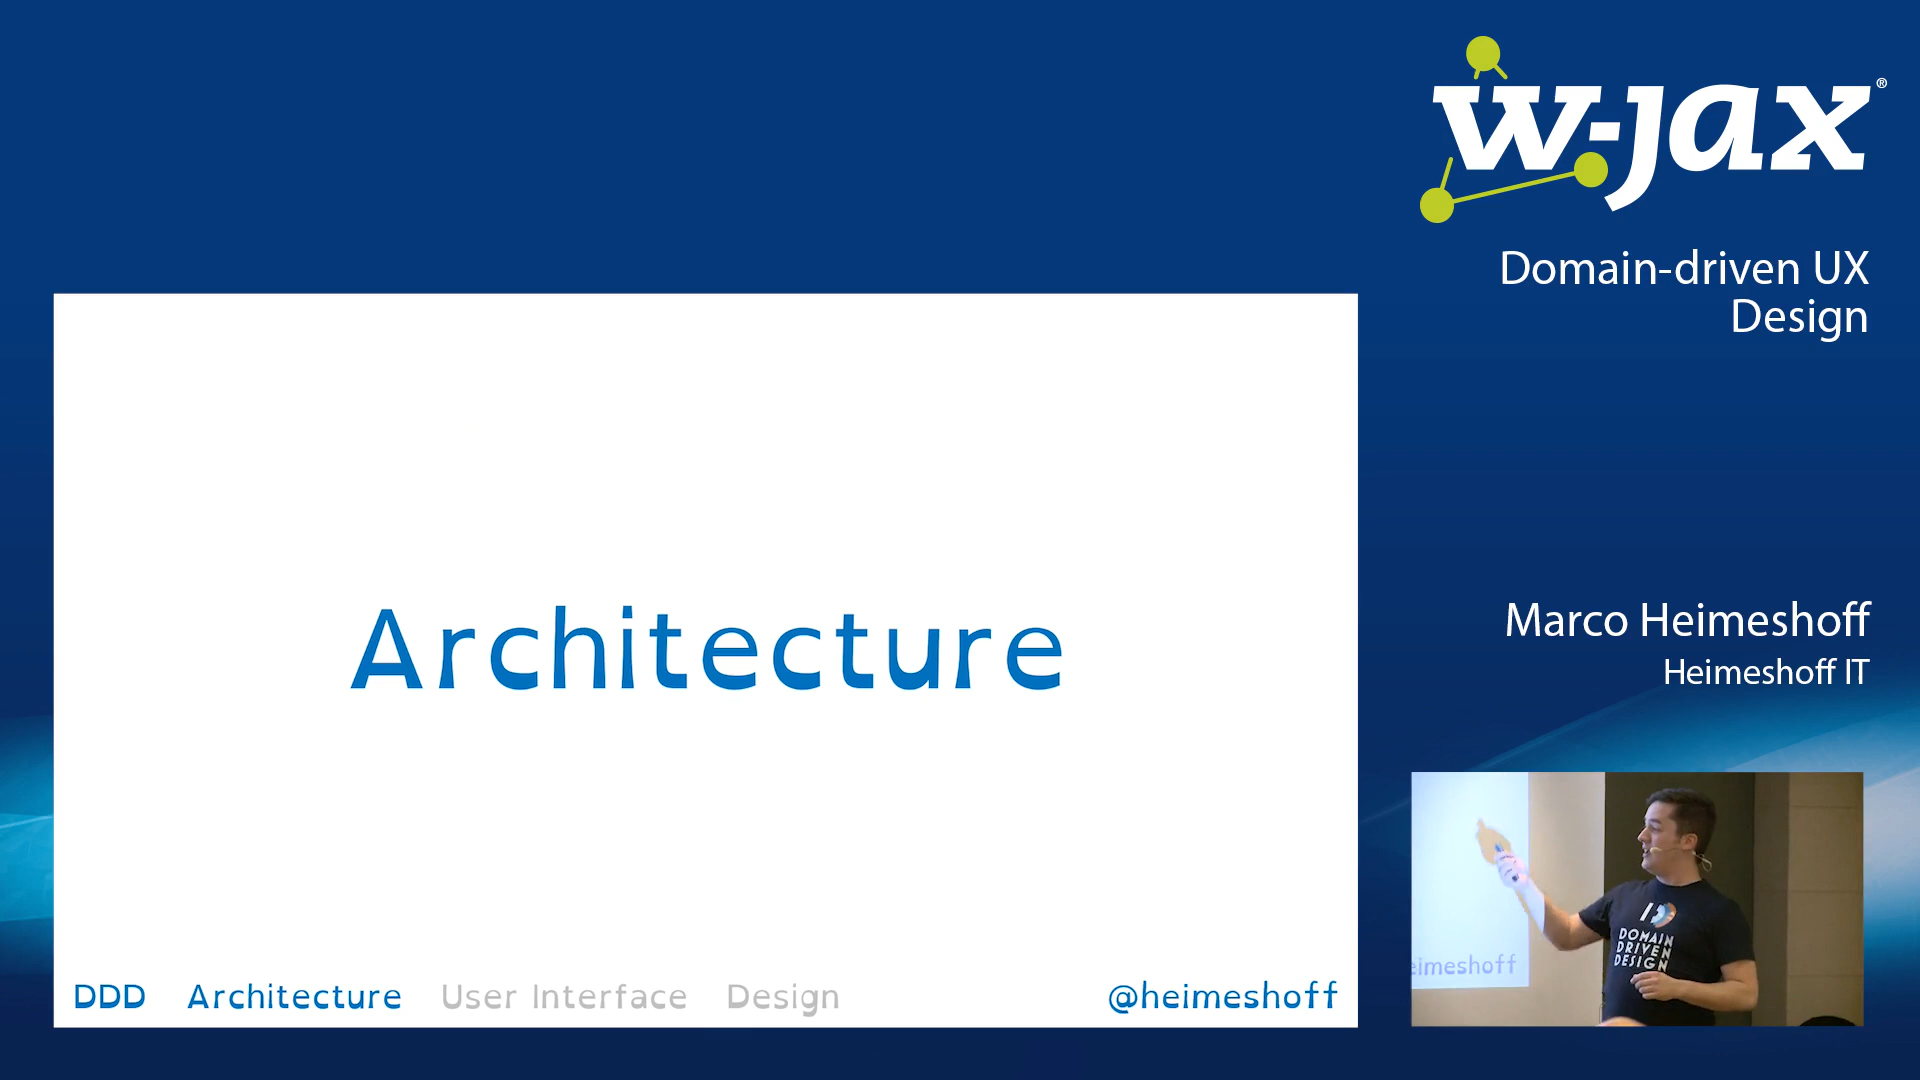 w-jax®
Domain-driven UX
Design
Architecture
Marco Heimeshoff
Heimeshoff IT
DDD Architecture User Interface Design @heimeshoff
eimeshoff
I
DOMAIN
DRIVEN
DESIGN